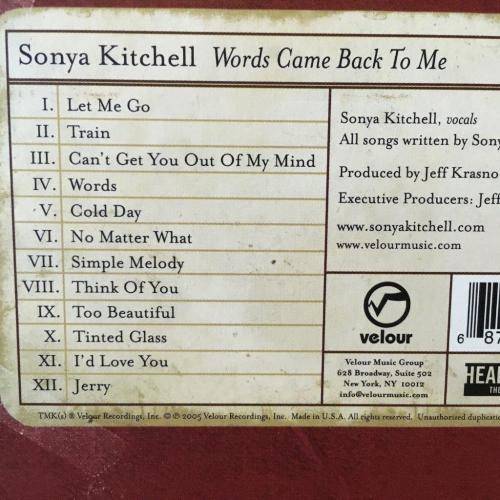 Sonya Kitchell Words Came Back To Me
I. Let Me Go
II. Train
III. Can't Get You Out Of My Mind
IV. Words
V. Cold Day
VI. No Matter What
VII. Simple Melody
VIII. Think Of You
IX. Too Beautiful
X. Tinted Glass
XI. I'd Love You
XII. Jerry
Sonya Kitchell, vocals
All songs written by Sony
Produced by Jeff Krasno
Executive Producers: Jeff
www.sonyakitchell.com
www.velourmusic.com
velour
6 87
Velour Music Group
628 Broadway, Suite 502
New York, NY 10012
info@velourmusic.com
HEAR
TH
TMK(s) ® Velour Recordings, Inc. © ℗ 2005 Velour Recordings, Inc. Made in U.S.A. All rights reserved. Unauthorized duplicatio